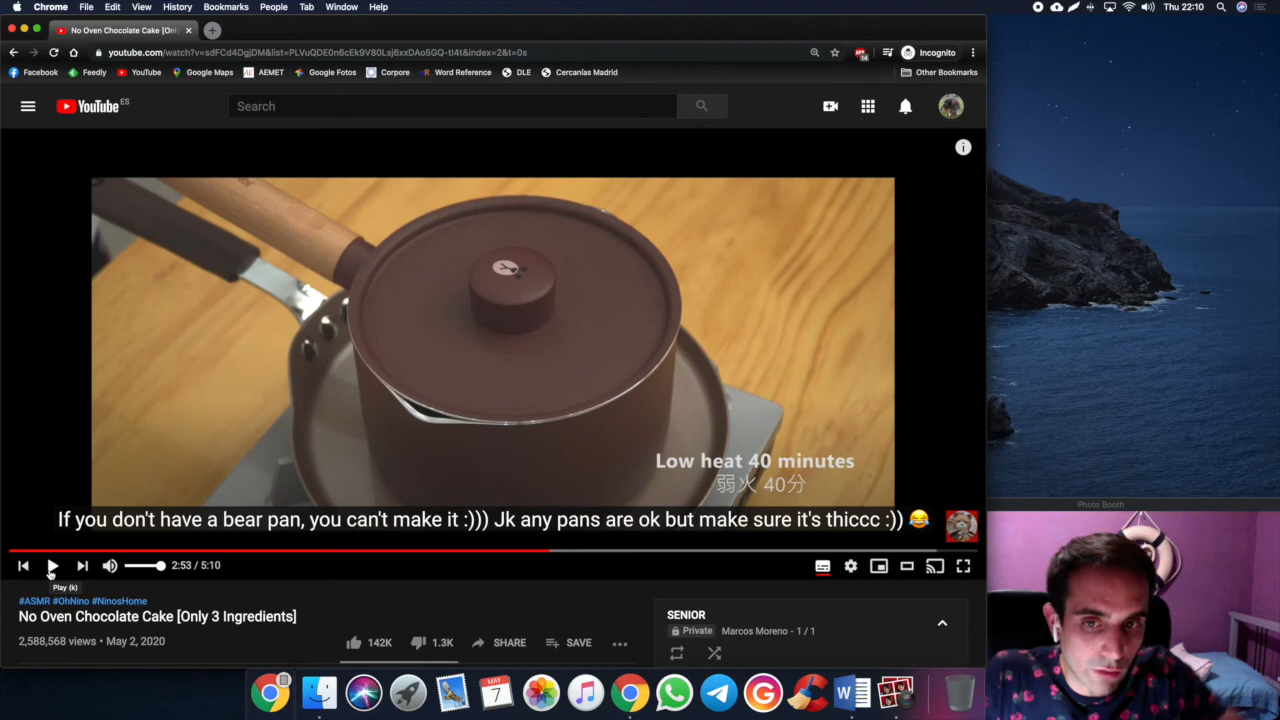 Chrome File Edit View History Bookmarks People Tab Window Help
Thu 22:10
No Oven Chocolate Cake [Only
youtube.com/watch?v=sdFCd4DgjDM&list=PLVuQDE0n6cEk9V80Lsj6xxDAo5GQ-tl4t&index=2&t=0s
ABP
14
Incognito
Facebook Feedly YouTube Google Maps AEMET Google Fotos Corpore Word Reference DLE Cercanías Madrid Other Bookmarks
YouTube ES
Search
Low heat 40 minutes
弱火 40分
If you don't have a bear pan, you can't make it :))) Jk any pans are ok but make sure it's thiccc :)) 😂
2:53 / 5:10
Play (k)
#ASMR #OhNino #NinosHome
No Oven Chocolate Cake [Only 3 Ingredients]
2,588,568 views • May 2, 2020
142K 1.3K SHARE SAVE
SENIOR
Private Marcos Moreno - 1 / 1
Photo Booth
MAY
7